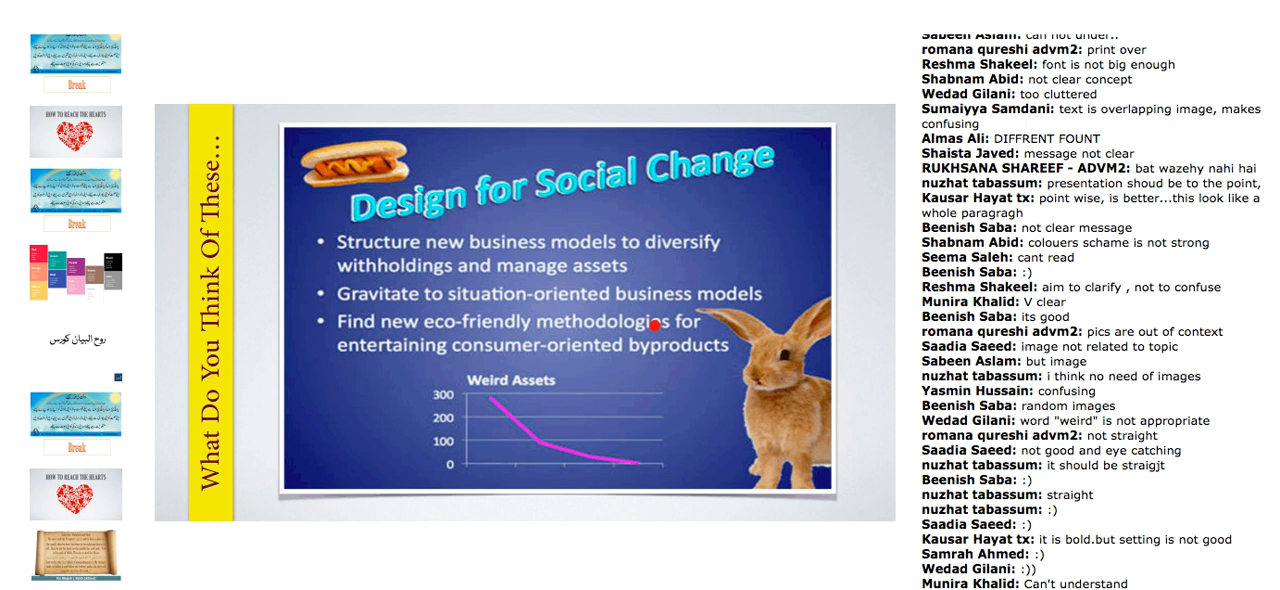 Break
HOW TO REACH THE HEARTS
Break
روح البیان کورس
Break
HOW TO REACH THE HEARTS
What Do You Think Of These...
Design for Social Change
• Structure new business models to diversify
withholdings and manage assets
• Gravitate to situation-oriented business models
• Find new eco-friendly methodologies for
entertaining consumer-oriented byproducts
Weird Assets
300
200
100
0
Sabeen Aslam: can not under..
romana qureshi advm2: print over
Reshma Shakeel: font is not big enough
Shabnam Abid: not clear concept
Wedad Gilani: too cluttered
Sumaiyya Samdani: text is overlapping image, makes
confusing
Almas Ali: DIFFRENT FOUNT
Shaista Javed: message not clear
RUKHSANA SHAREEF - ADVM2: bat wazehy nahi hai
nuzhat tabassum: presentation shoud be to the point,
Kausar Hayat tx: point wise, is better...this look like a
whole paragragh
Beenish Saba: not clear message
Shabnam Abid: colouers schame is not strong
Seema Saleh: cant read
Beenish Saba: :)
Reshma Shakeel: aim to clarify , not to confuse
Munira Khalid: V clear
Beenish Saba: its good
romana qureshi advm2: pics are out of context
Saadia Saeed: image not related to topic
Sabeen Aslam: but image
nuzhat tabassum: i think no need of images
Yasmin Hussain: confusing
Beenish Saba: random images
Wedad Gilani: word "weird" is not appropriate
romana qureshi advm2: not straight
Saadia Saeed: not good and eye catching
nuzhat tabassum: it should be straigjt
Beenish Saba: :)
nuzhat tabassum: straight
nuzhat tabassum: :)
Saadia Saeed: :)
Kausar Hayat tx: it is bold.but setting is not good
Samrah Ahmed: :)
Wedad Gilani: :))
Munira Khalid: Can't understand